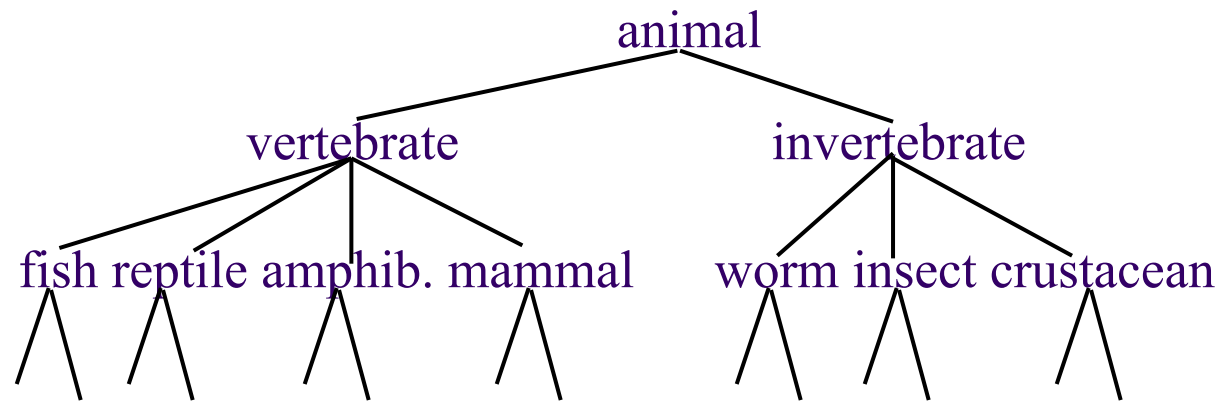 animal
vertebrate invertebrate
fish reptile amphib. mammal worm insect crustacean